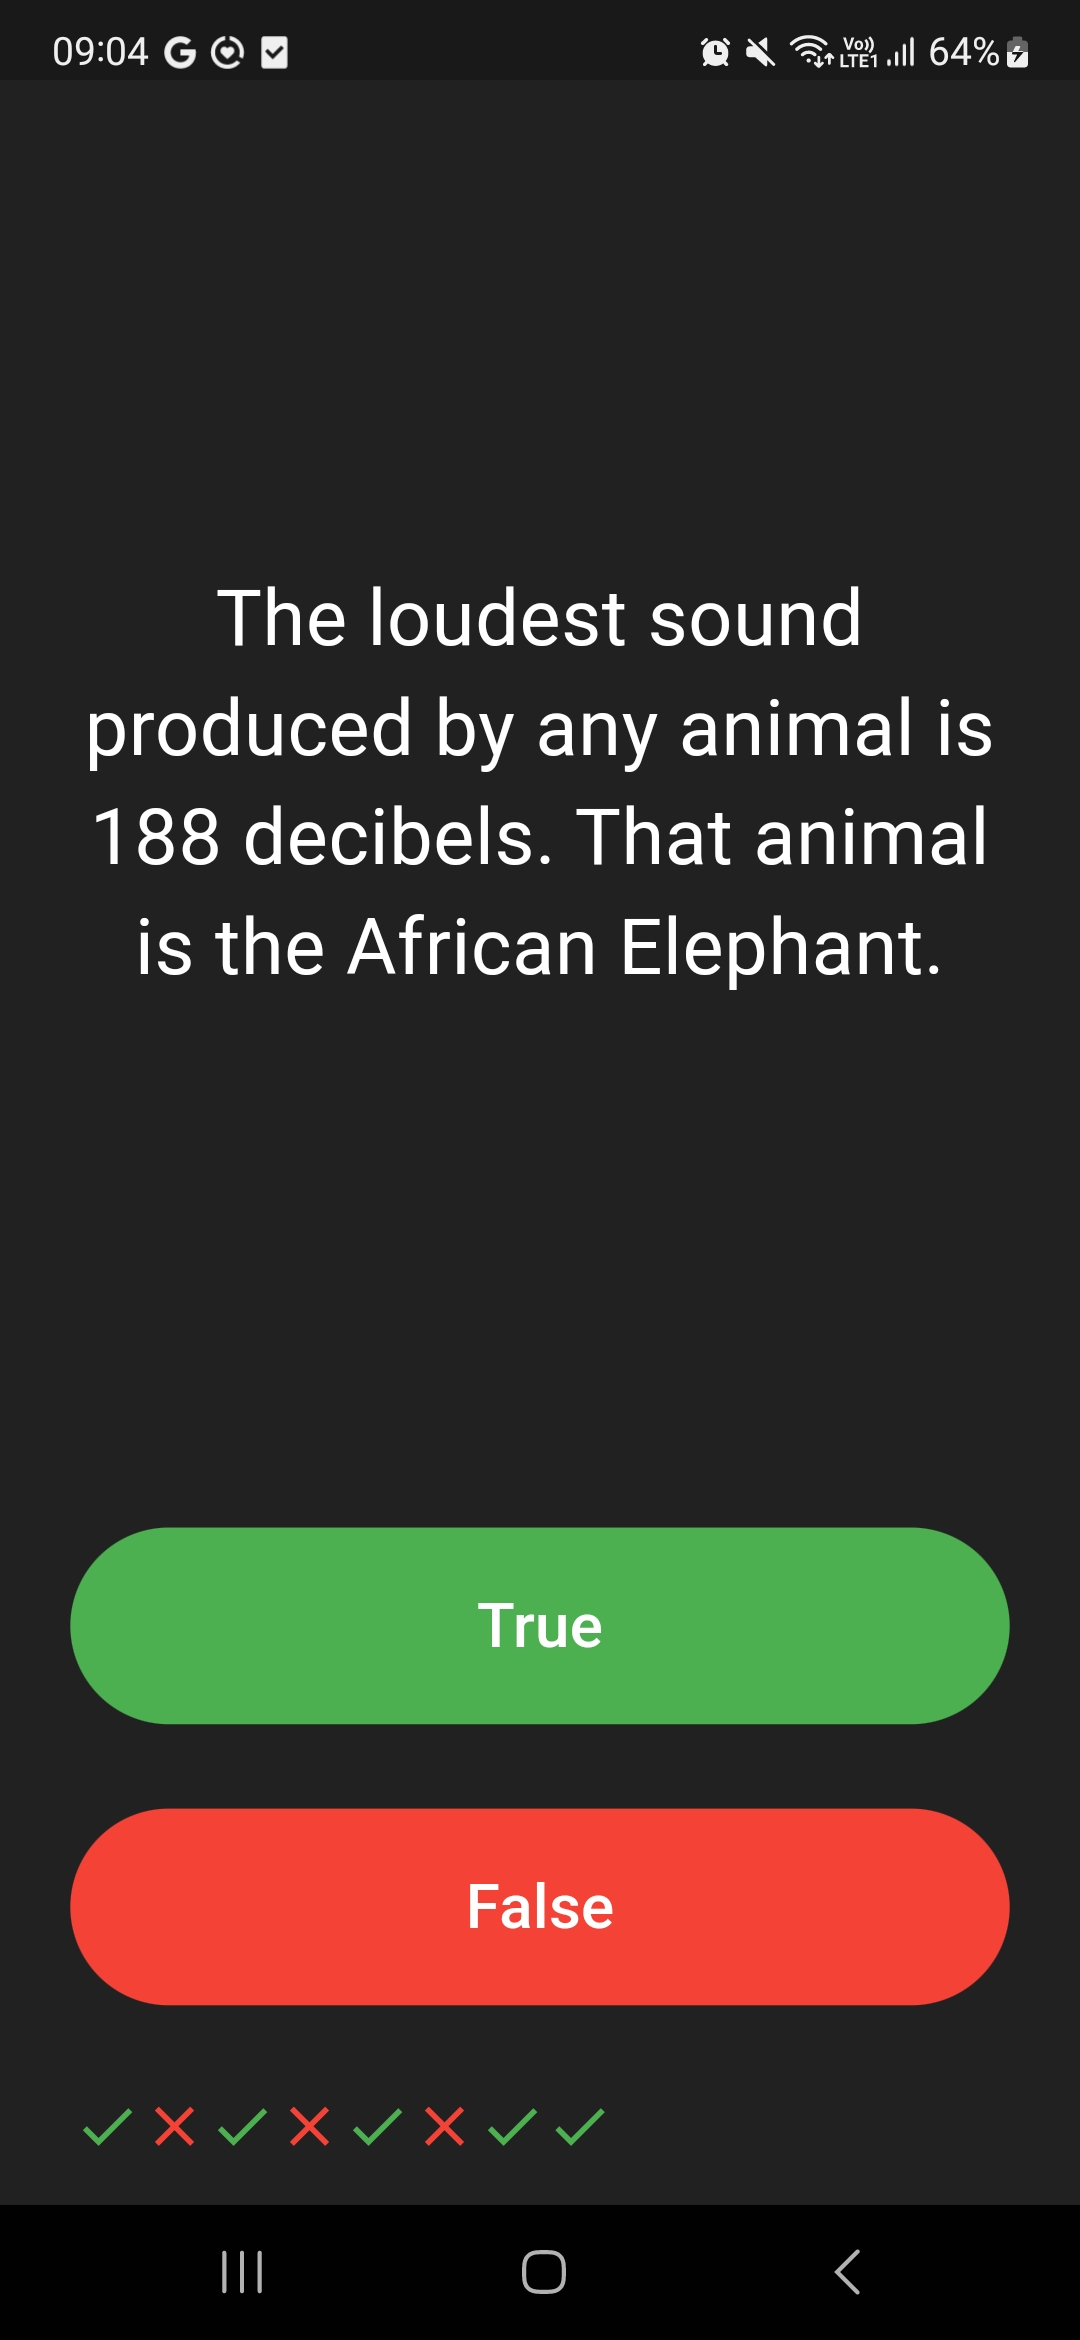 09:04 Vo)) LTE1 64%
The loudest sound
produced by any animal is
188 decibels. That animal
is the African Elephant.
True
False